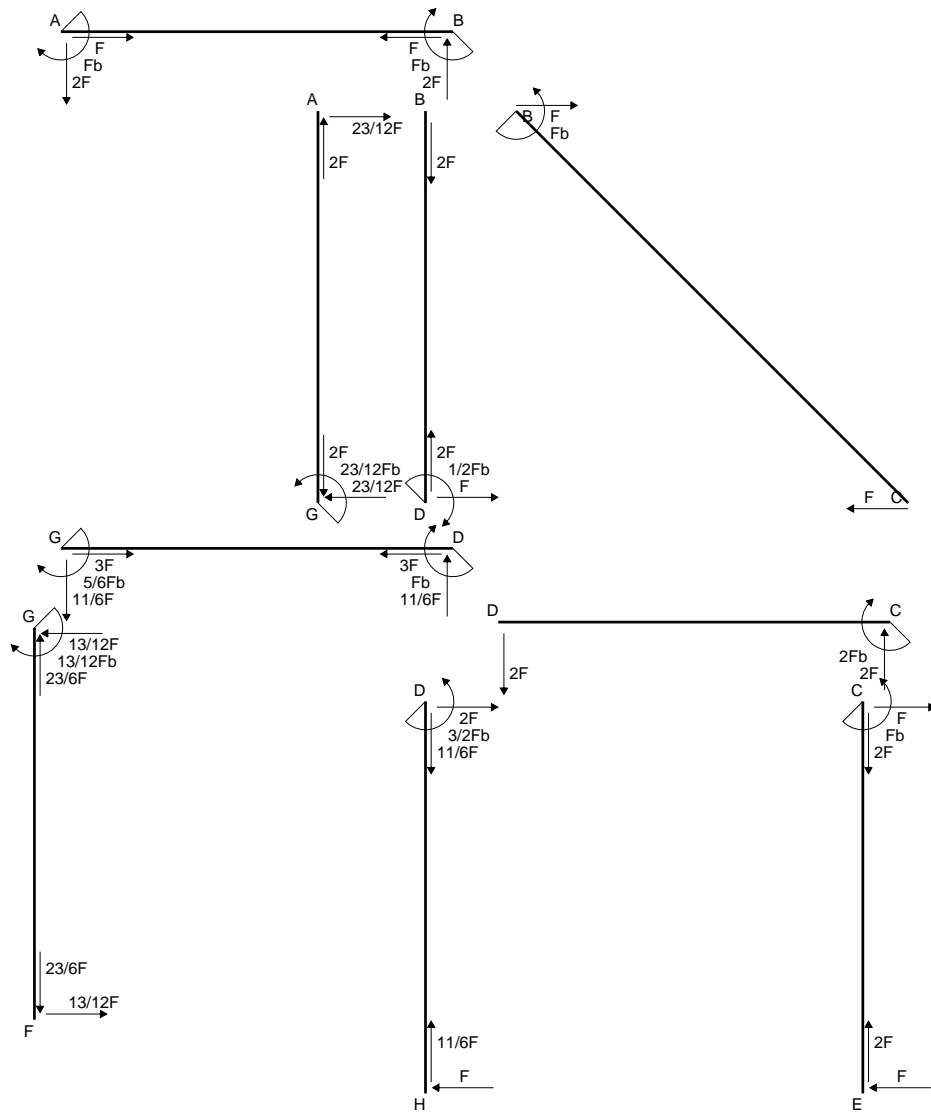 A B
F F
Fb Fb
2F 2F
A B
23/12F
F
B
Fb
2F 2F
2F 2F
23/12Fb 1/2Fb
23/12F F
G D
F C
G D
3F 3F
5/6Fb Fb
11/6F 11/6F
G D C
13/12F
13/12Fb 2Fb
23/6F 2F 2F
D C
2F F
3/2Fb Fb
11/6F 2F
23/6F
13/12F
F
11/6F 2F
F F
H E